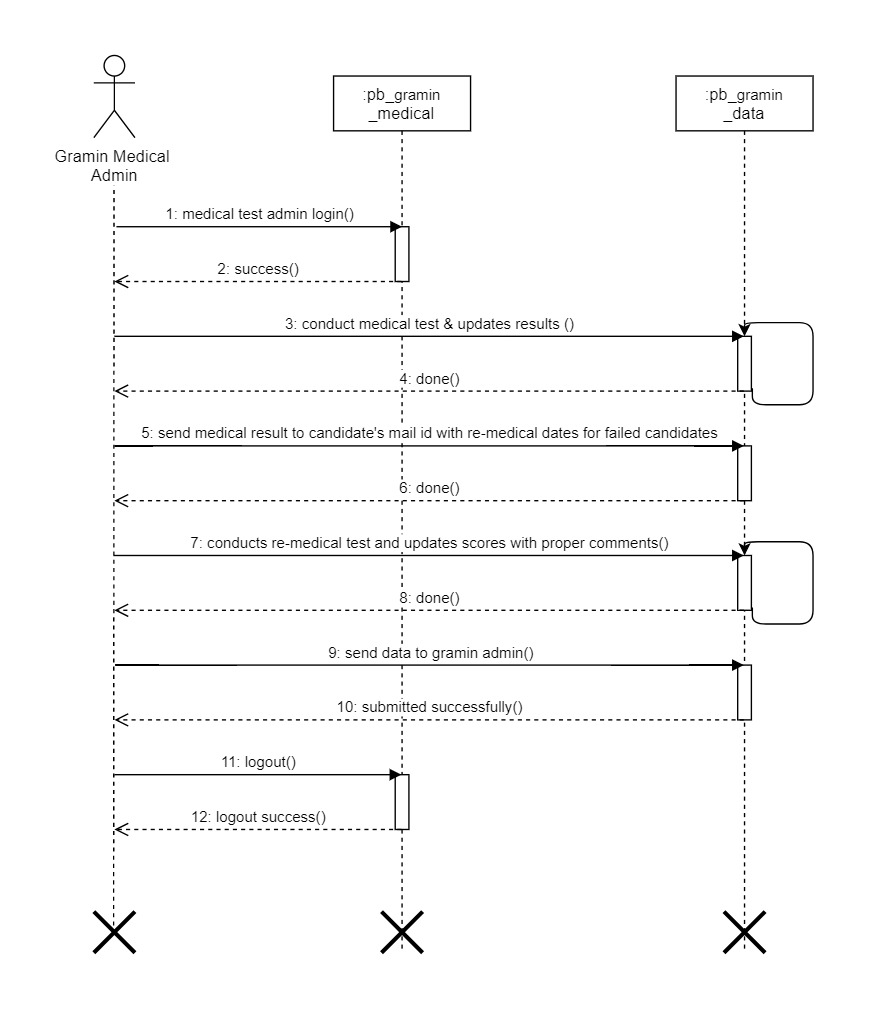 :pb_gramin
_medical
:pb_gramin
_data
Gramin Medical
Admin
1: medical test admin login()
2: success()
3: conduct medical test & updates results ()
4: done()
5: send medical result to candidate's mail id with re-medical dates for failed candidates
6: done()
7: conducts re-medical test and updates scores with proper comments()
8: done()
9: send data to gramin admin()
10: submitted successfully()
11: logout()
12: logout success()